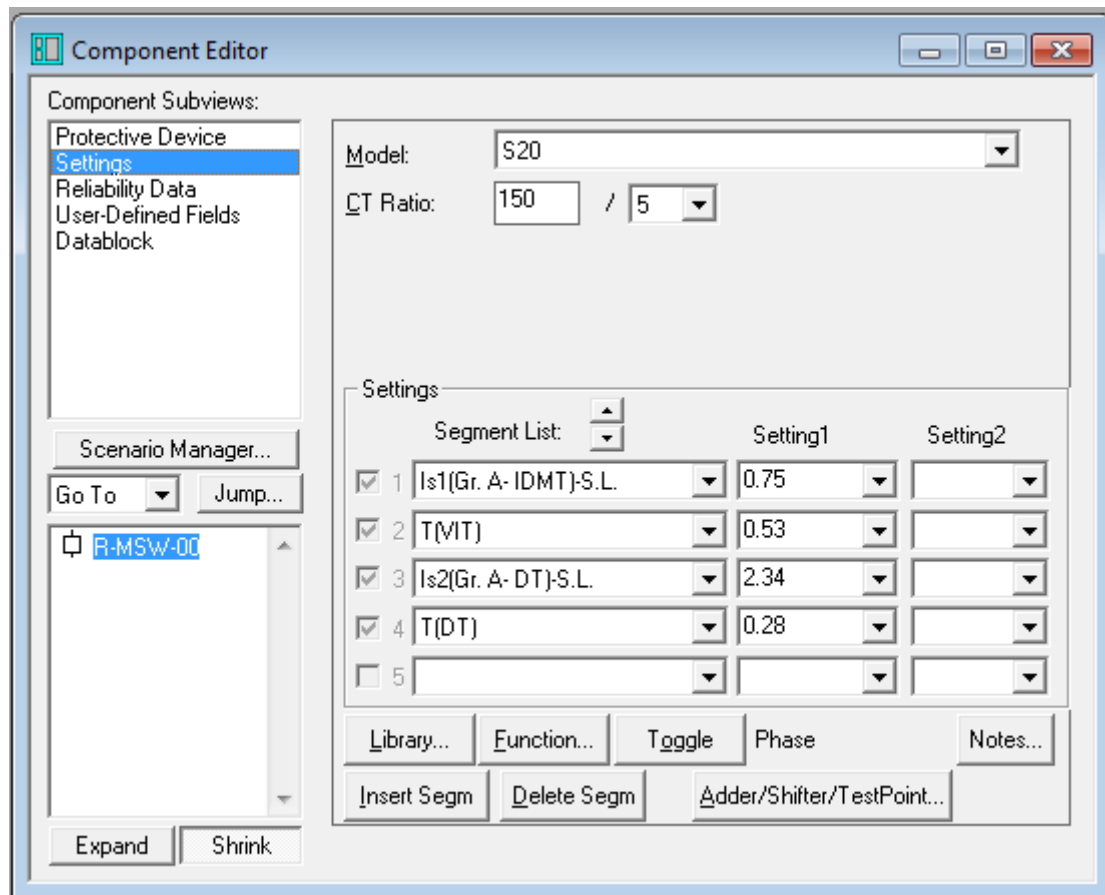 Component Editor
Component Subviews:
Protective Device
Settings
Reliability Data
User-Defined Fields
Datablock
Scenario Manager...
Go To Jump...
R-MSW-00
Expand Shrink
Model: S20
CT Ratio: 150 / 5
Settings
Segment List: Setting1 Setting2
1 Is1(Gr. A- IDMT)-S.L. 0.75
2 T(VIT) 0.53
3 Is2(Gr. A- DT)-S.L. 2.34
4 T(DT) 0.28
5
Library... Function... Toggle Phase Notes...
Insert Segm Delete Segm Adder/Shifter/TestPoint...